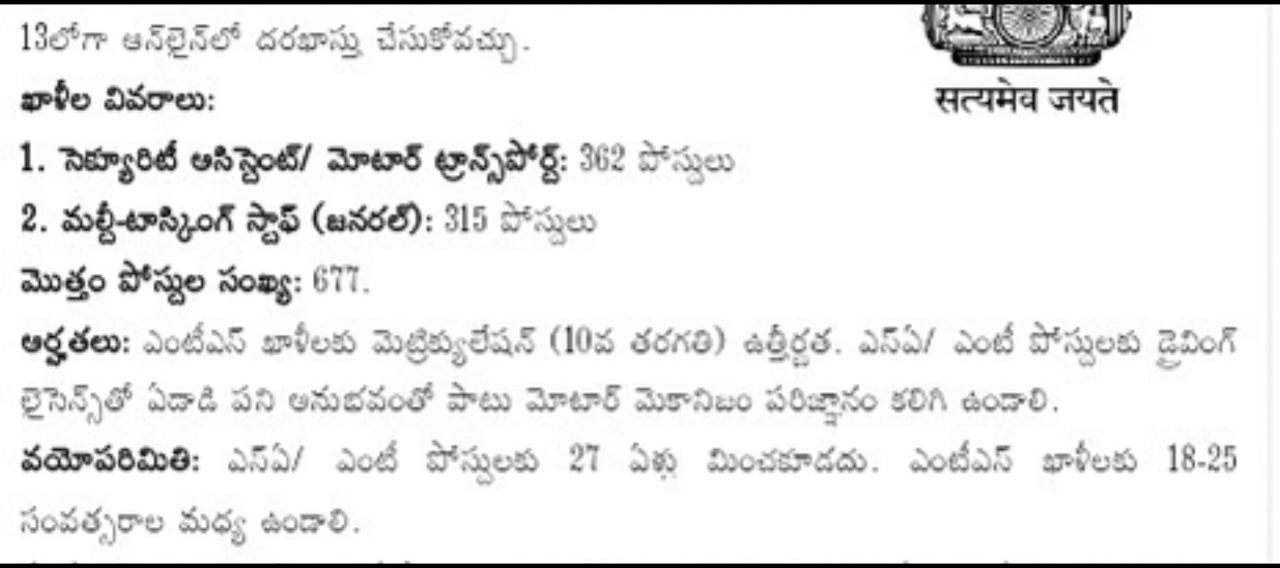 13లోగా ఆన్‌లైన్‌లో దరఖాస్తు చేసుకోవచ్చు.
सत्यमेव जयते
ఖాళీల వివరాలు:
1. సెక్యూరిటీ అసిస్టెంట్/ మోటార్ ట్రాన్స్‌పోర్ట్: 362 పోస్టులు
2. మల్టీ-టాస్కింగ్ స్టాఫ్ (జనరల్): 315 పోస్టులు
మొత్తం పోస్టుల సంఖ్య: 677.
అర్హతలు: ఎంటీఎస్ ఖాళీలకు మెట్రిక్యులేషన్ (10వ తరగతి) ఉత్తీర్ణత. ఎస్ఏ/ ఎంటీ పోస్టులకు డ్రైవింగ్
లైసెన్స్‌తో ఏడాది పని అనుభవంతో పాటు మోటార్ మెకానిజం పరిజ్ఞానం కలిగి ఉండాలి.
వయోపరిమితి: ఎస్ఏ/ ఎంటీ పోస్టులకు 27 ఏళ్లు మించకూడదు. ఎంటీఎస్ ఖాళీలకు 18-25
సంవత్సరాల మధ్య ఉండాలి.